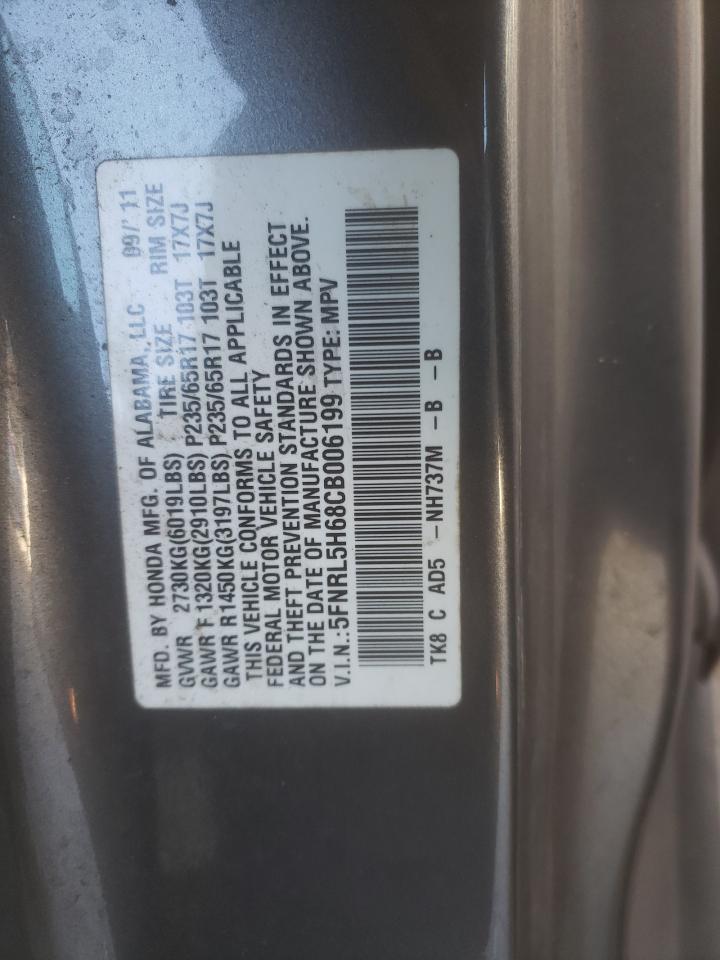 MFD. BY HONDA MFG. OF ALABAMA, LLC 09/'11
GVWR 2730KG(6019LBS) TIRE SIZE RIM SIZE
GAWR F 1320KG(2910LBS) P235/65R17 103T 17X7J
GAWR R 1450KG(3197LBS) P235/65R17 103T 17X7J
THIS VEHICLE CONFORMS TO ALL APPLICABLE
FEDERAL MOTOR VEHICLE SAFETY
AND THEFT PREVENTION STANDARDS IN EFFECT
ON THE DATE OF MANUFACTURE SHOWN ABOVE.
V.I.N.:5FNRL5H68CB006199 TYPE: MPV
TK8 C AD5 -NH737M -B -B